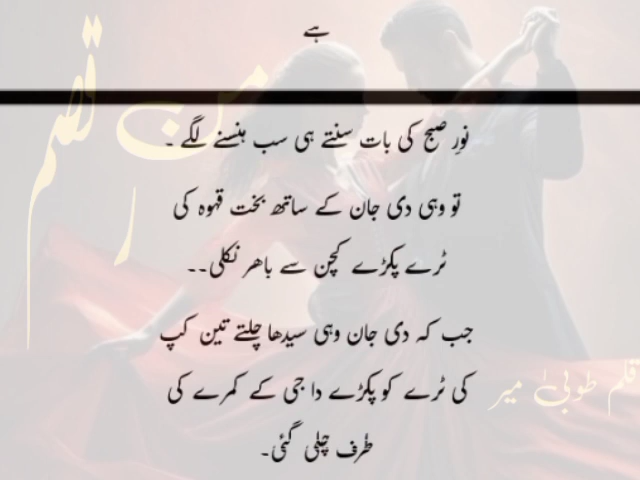 ہے
نورِ صبح کی بات سنتے ہی سب ہنسنے لگے ۔
تو وہی دی جان کے ساتھ بخت قہوہ کی
ٹرے پکڑے کچن سے باھر نکلی۔۔
جب کہ دی جان وہی سیدھا چلتے تین کپ
کی ٹرے کو پکڑے دا جی کے کمرے کی
طرف چلی گئی۔
قلم طوبیٰ میر